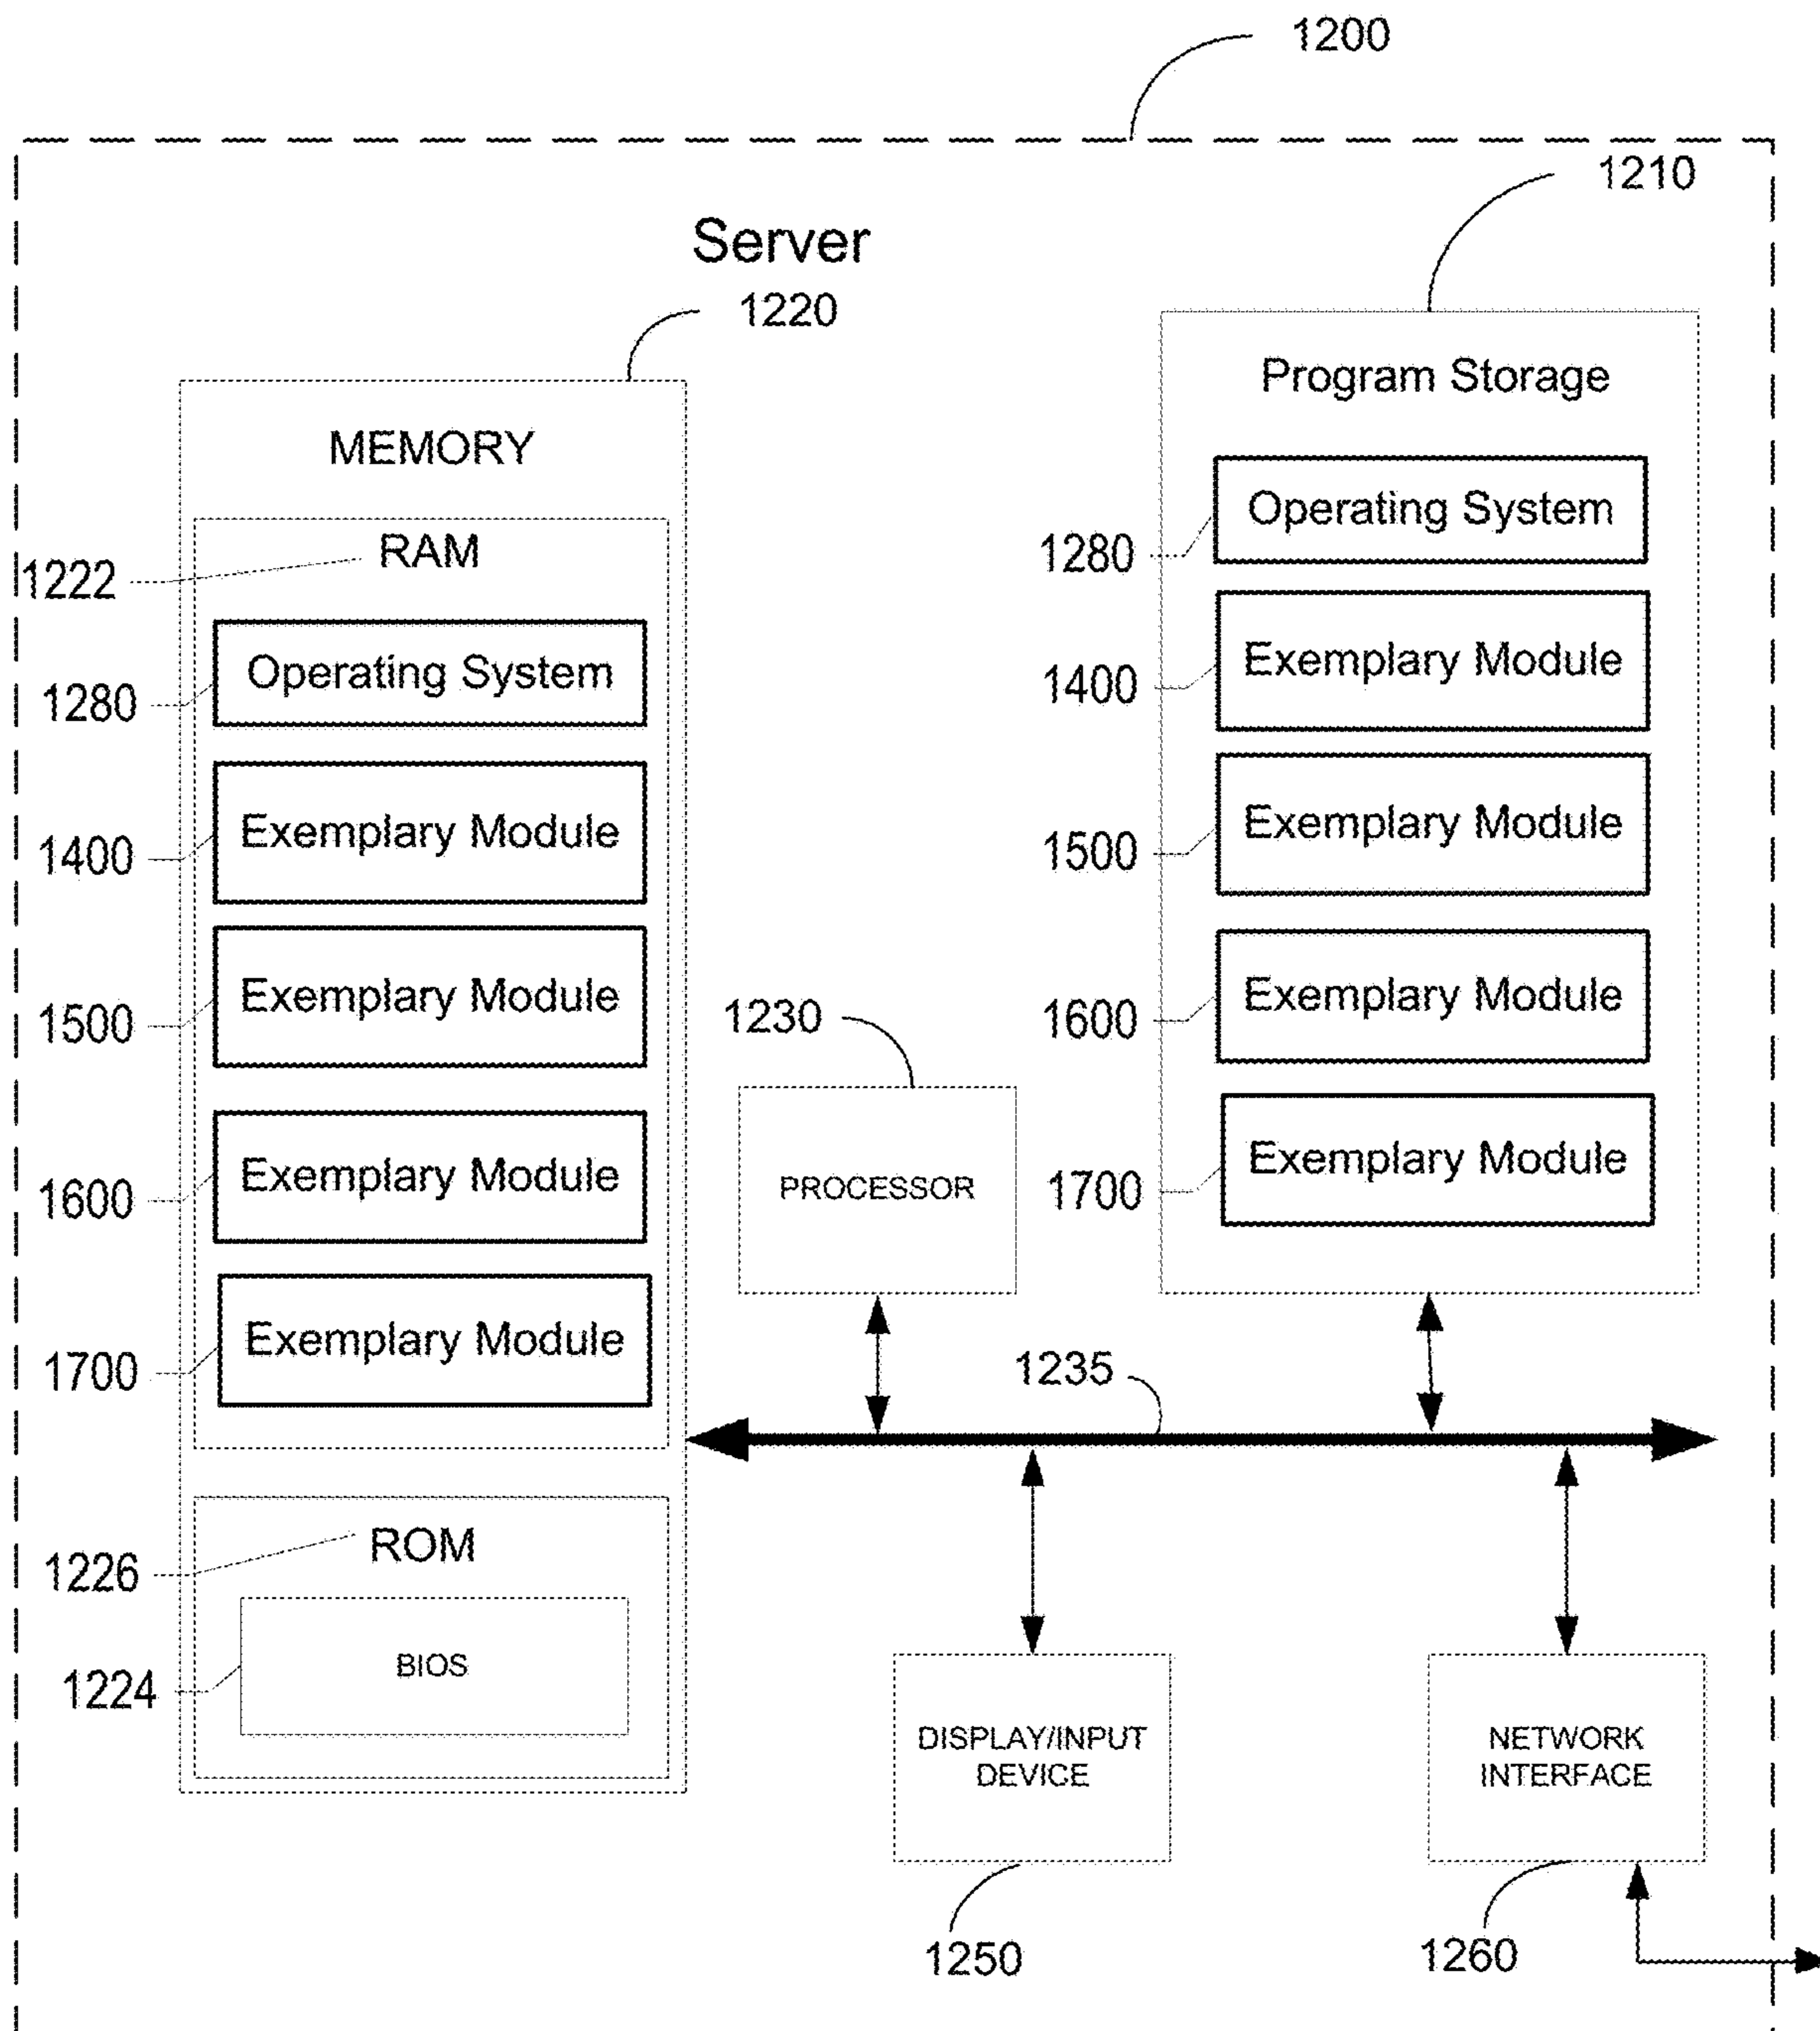 1200
1210
Server
1220
Program Storage
MEMORY
Operating System
RAM
1280
1222
Exemplary Module
1400
Operating System
1280
Exemplary Module
1500
Exemplary Module
1400
Exemplary Module
1600
Exemplary Module
1500
1230
Exemplary Module
1700
PROCESSOR
Exemplary Module
1600
Exemplary Module
1700
1235
ROM
1226
BIOS
1224
DISPLAY/INPUT
DEVICE
NETWORK
INTERFACE
1250
1260